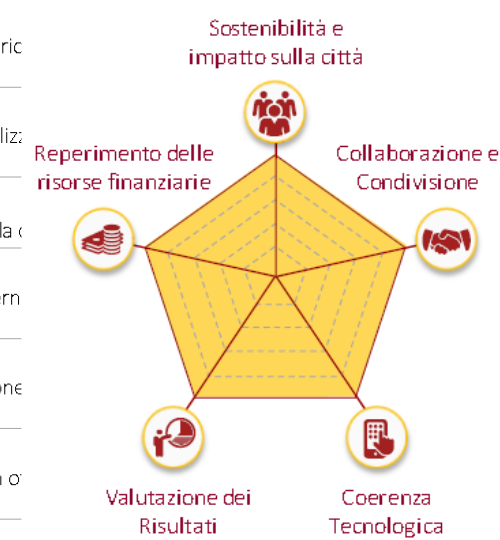 Sostenibilità e
impatto sulla città
Reperimento delle
risorse finanziarie
Collaborazione e
Condivisione
Valutazione dei
Risultati
Coerenza
Tecnologica